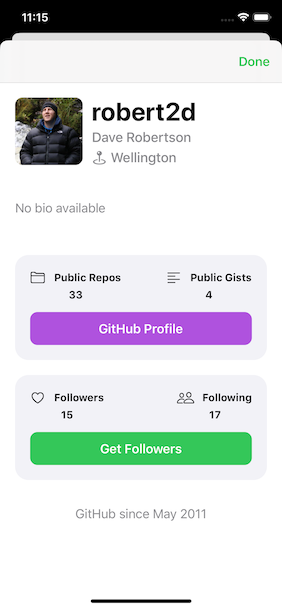 11:15
Done
robert2d
Dave Robertson
Wellington
No bio available
Public Repos Public Gists
33 4
GitHub Profile
Followers Following
15 17
Get Followers
GitHub since May 2011